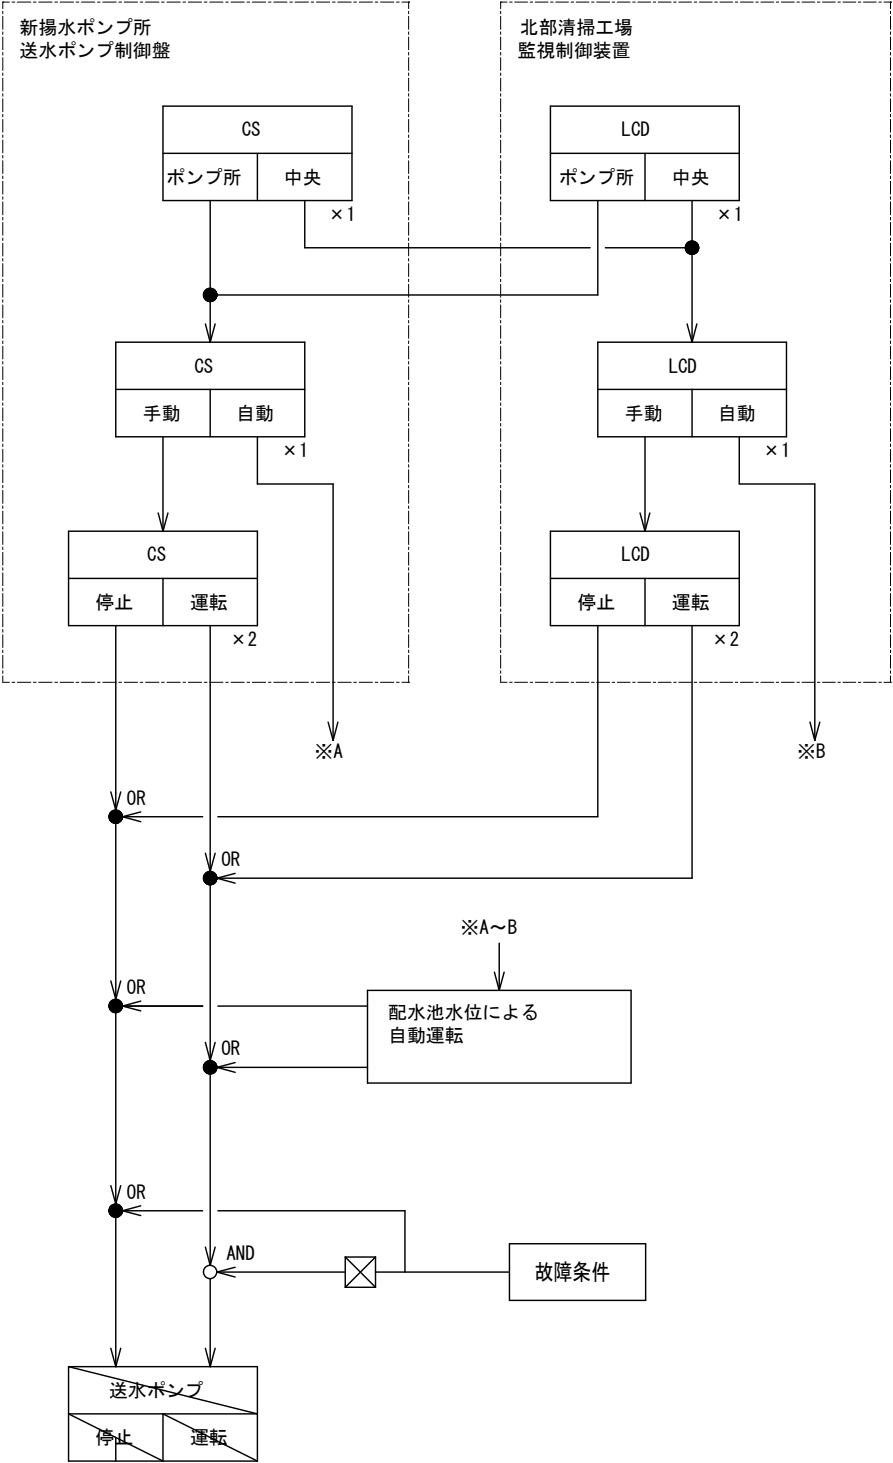 新揚水ポンプ所
送水ポンプ制御盤
北部清掃工場
監視制御装置
CS
ポンプ所
中央
×1
LCD
ポンプ所
中央
×1
CS
手動
自動
×1
LCD
手動
自動
×1
CS
停止
運転
×2
LCD
停止
運転
×2
※A
※B
OR
OR
※A～B
OR
配水池水位による
自動運転
OR
OR
AND
故障条件
送水ポンプ
停止
運転